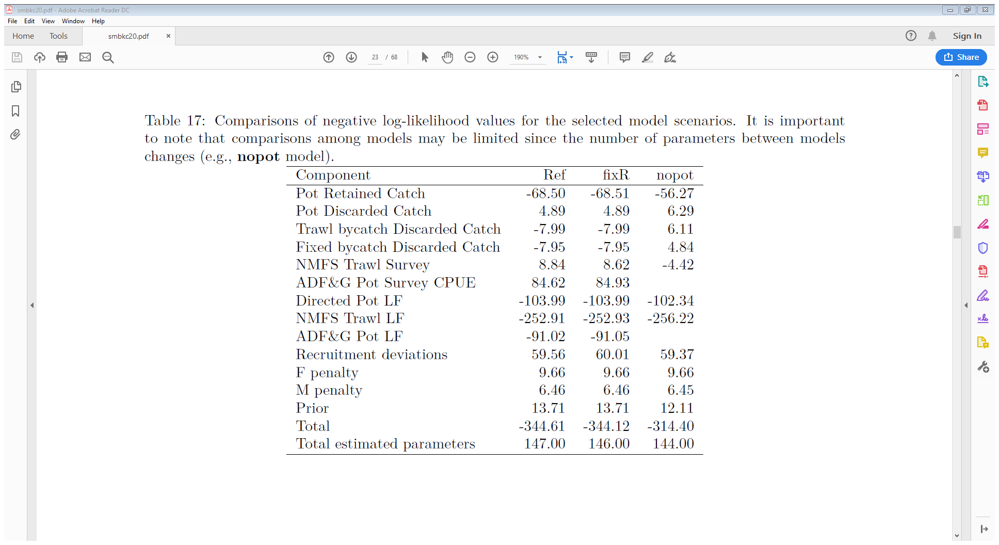 smbkc20.pdf - Adobe Acrobat Reader DC
File Edit View Window Help
Home Tools smbkc20.pdf × Sign In
23 / 68 190% Share
Table 17: Comparisons of negative log-likelihood values for the selected model scenarios. It is important
to note that comparisons among models may be limited since the number of parameters between models
changes (e.g., nopot model).
Component Ref fixR nopot
Pot Retained Catch -68.50 -68.51 -56.27
Pot Discarded Catch 4.89 4.89 6.29
Trawl bycatch Discarded Catch -7.99 -7.99 6.11
Fixed bycatch Discarded Catch -7.95 -7.95 4.84
NMFS Trawl Survey 8.84 8.62 -4.42
ADF&G Pot Survey CPUE 84.62 84.93
Directed Pot LF -103.99 -103.99 -102.34
NMFS Trawl LF -252.91 -252.93 -256.22
ADF&G Pot LF -91.02 -91.05
Recruitment deviations 59.56 60.01 59.37
F penalty 9.66 9.66 9.66
M penalty 6.46 6.46 6.45
Prior 13.71 13.71 12.11
Total -344.61 -344.12 -314.40
Total estimated parameters 147.00 146.00 144.00